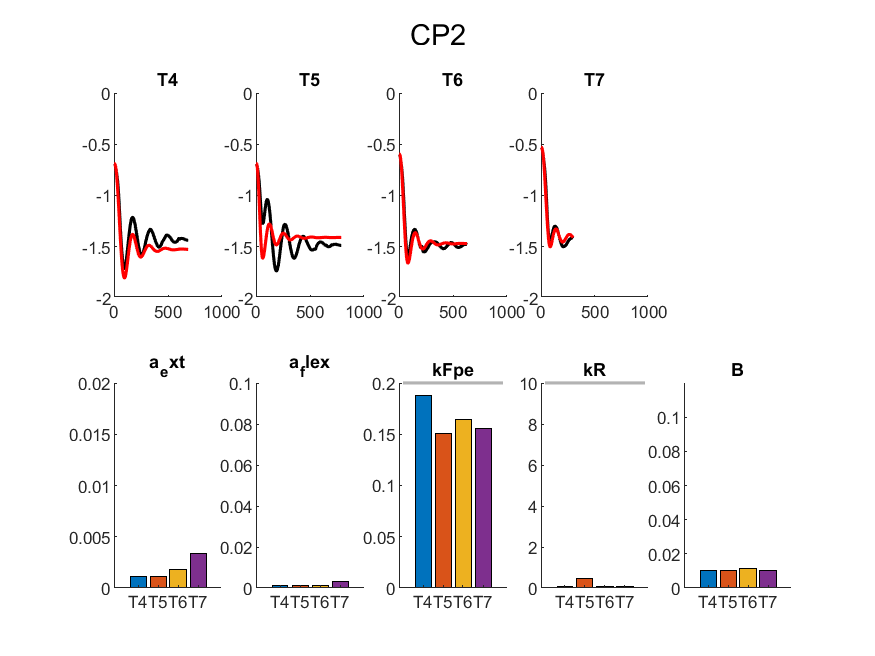 CP2
T4 T5 T6 T7
0 0 0 0
-0.5 -0.5 -0.5 -0.5
-1 -1 -1 -1
-1.5 -1.5 -1.5 -1.5
-2 -2 -2 -2
0 500 1000 0 500 1000 0 500 1000 0 500 1000
aext aflex kFpe kR B
0.02 0.1 0.2 10
0.1
0.015 0.08 0.15 8
0.08
0.01 0.06 0.1 6
0.06
0.04 4
0.04
0.005 0.02 0.05 2
0.02
0 0 0 0 0
T4T5T6T7 T4T5T6T7 T4T5T6T7 T4T5T6T7 T4T5T6T7